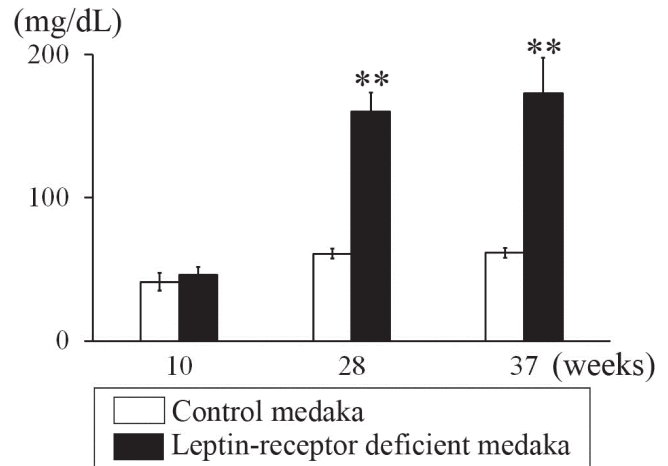 (mg/dL)
200
**
**
100
0
10 28 37 (weeks)
Control medaka
Leptin-receptor deficient medaka